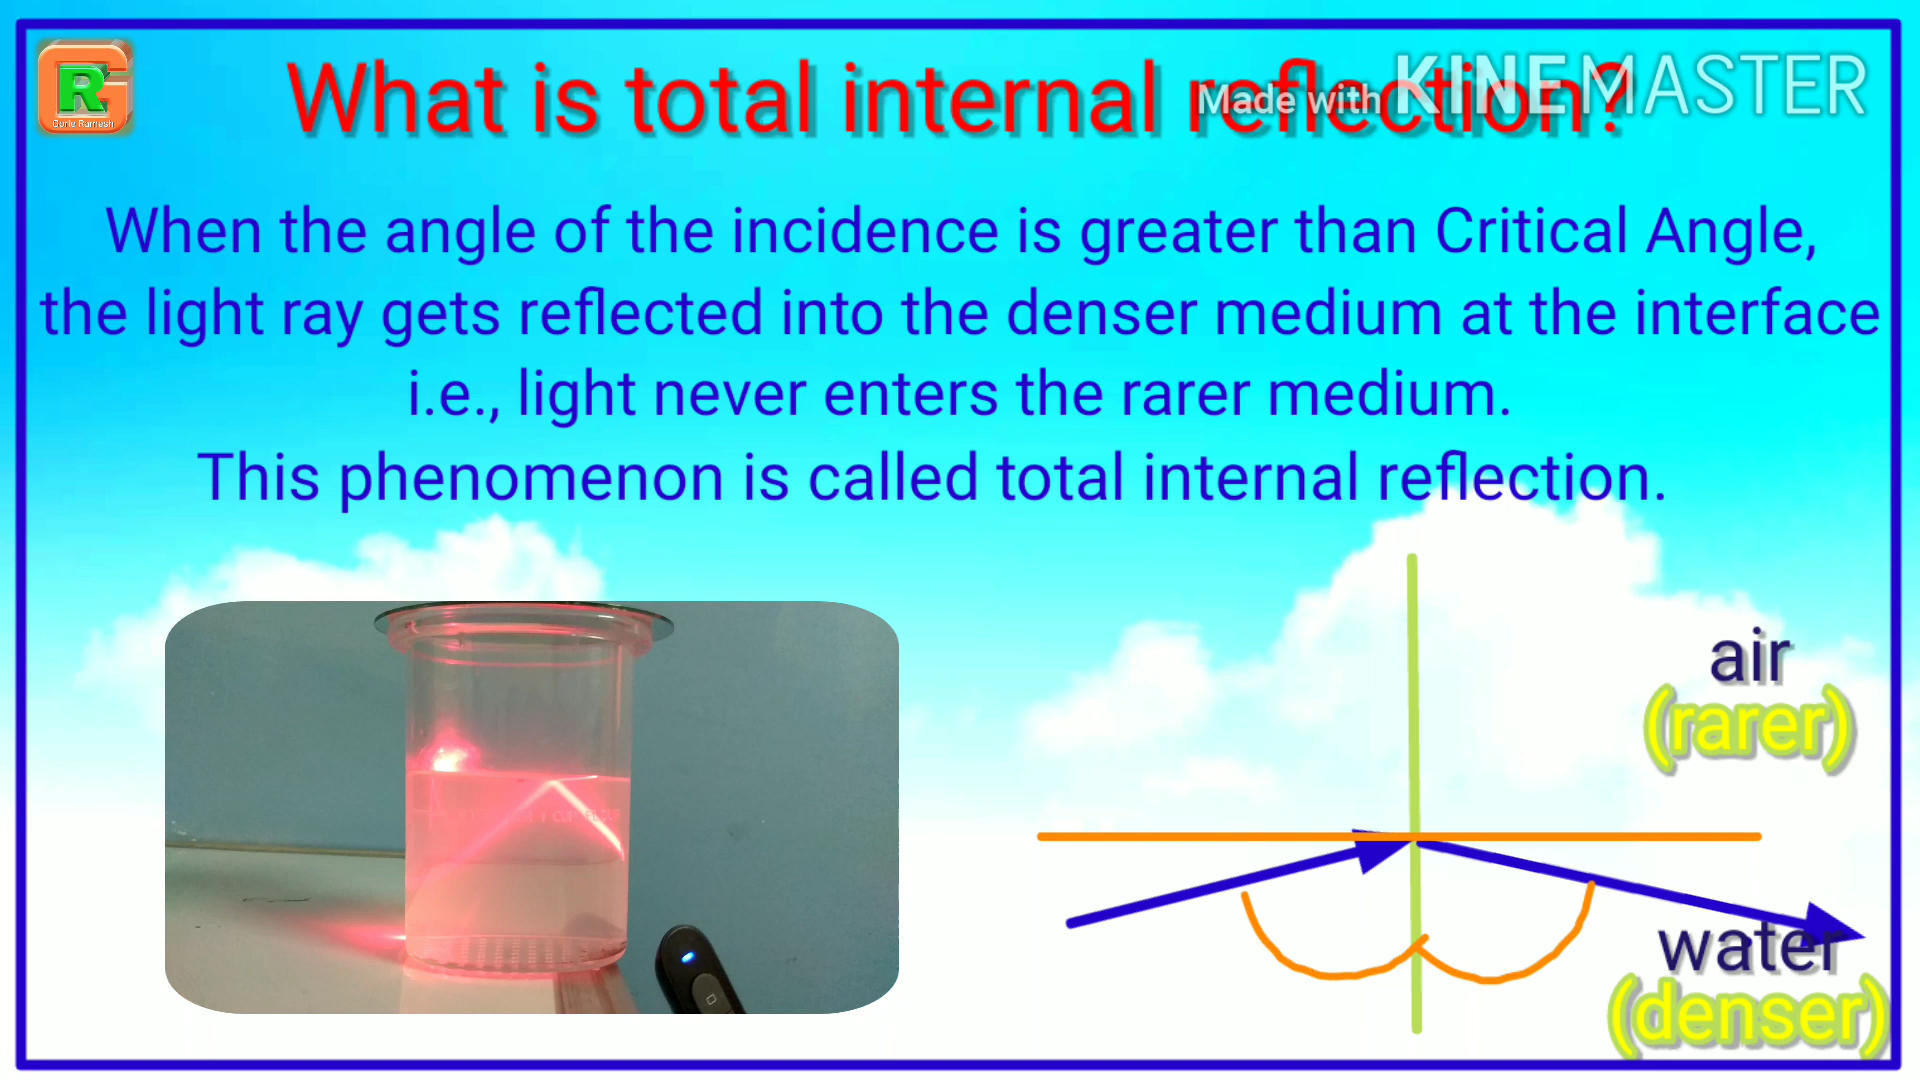 What is total internal reflection?
Made with KINEMASTER
R
Gorle Ramesh
When the angle of the incidence is greater than Critical Angle,
the light ray gets reflected into the denser medium at the interface
i.e., light never enters the rarer medium.
This phenomenon is called total internal reflection.
air
(rarer)
water
(denser)